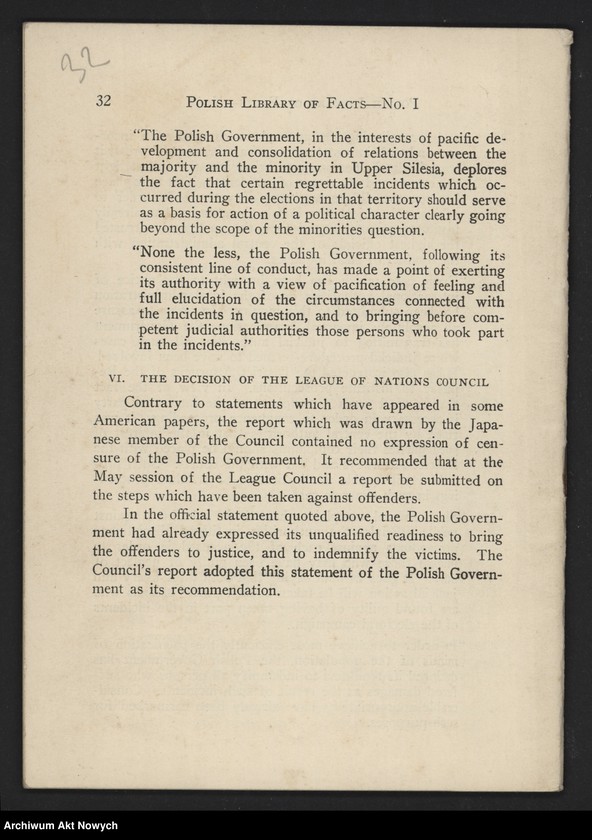 32
32 POLISH LIBRARY OF FACTS—No. I
“The Polish Government, in the interests of pacific de-
velopment and consolidation of relations between the
majority and the minority in Upper Silesia, deplores
the fact that certain regrettable incidents which oc-
curred during the elections in that territory should serve
as a basis for action of a political character clearly going
beyond the scope of the minorities question.
“None the less, the Polish Government, following its
consistent line of conduct, has made a point of exerting
its authority with a view of pacification of feeling and
full elucidation of the circumstances connected with
the incidents in question, and to bringing before com-
petent judicial authorities those persons who took part
in the incidents.”
VI. THE DECISION OF THE LEAGUE OF NATIONS COUNCIL
Contrary to statements which have appeared in some
American papers, the report which was drawn by the Japa-
nese member of the Council contained no expression of cen-
sure of the Polish Government. It recommended that at the
May session of the League Council a report be submitted on
the steps which have been taken against offenders.
In the official statement quoted above, the Polish Govern-
ment had already expressed its unqualified readiness to bring
the offenders to justice, and to indemnify the victims. The
Council’s report adopted this statement of the Polish Govern-
ment as its recommendation.
Archiwum Akt Nowych